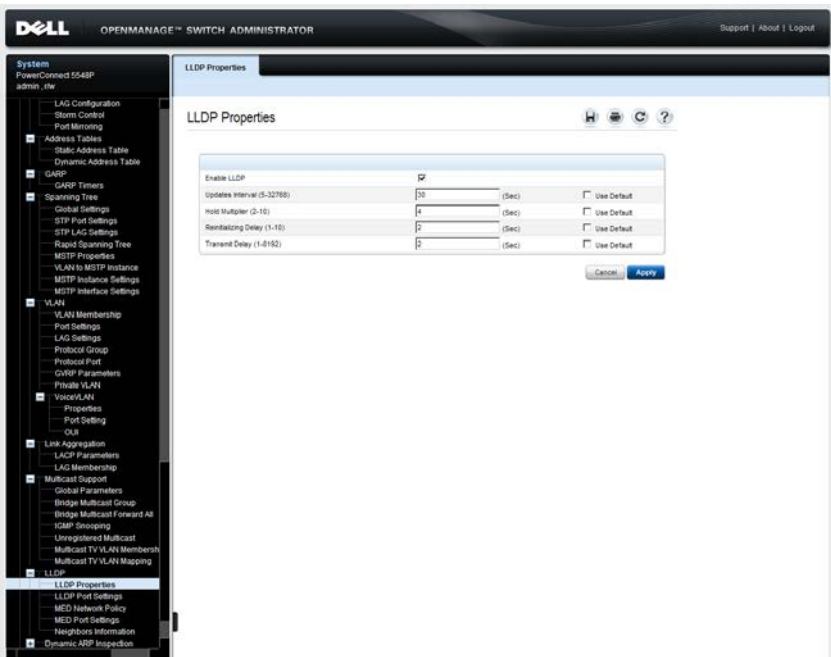 DELL OPENMANAGE™ SWITCH ADMINISTRATOR Support | About | Logout
System
PowerConnect 5548P
admin , r/w
LLDP Properties
LAG Configuration
Storm Control
Port Mirroring
Address Tables
Static Address Table
Dynamic Address Table
GARP
GARP Timers
Spanning Tree
Global Settings
STP Port Settings
STP LAG Settings
Rapid Spanning Tree
MSTP Properties
VLAN to MSTP Instance
MSTP Instance Settings
MSTP Interface Settings
VLAN
VLAN Membership
Port Settings
LAG Settings
Protocol Group
Protocol Port
GVRP Parameters
Private VLAN
VoiceVLAN
Properties
Port Setting
OUI
Link Aggregation
LACP Parameters
LAG Membership
Multicast Support
Global Parameters
Bridge Multicast Group
Bridge Multicast Forward All
IGMP Snooping
Unregistered Multicast
Multicast TV VLAN Membersh
Multicast TV VLAN Mapping
LLDP
LLDP Properties
LLDP Port Settings
MED Network Policy
MED Port Settings
Neighbors Information
Dynamic ARP Inspection
LLDP Properties
Enable LLDP
Updates Interval (5-32768) 30 (Sec) Use Default
Hold Multiplier (2-10) 4 (Sec) Use Default
Reinitializing Delay (1-10) 2 (Sec) Use Default
Transmit Delay (1-8192) 2 (Sec) Use Default
Cancel Apply